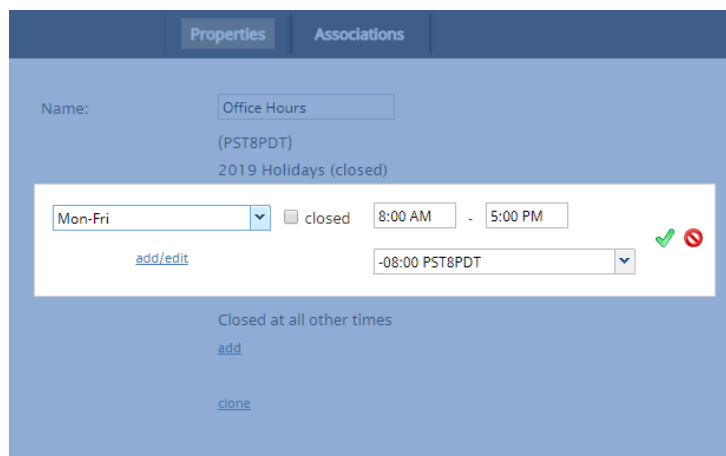 Properties Associations
Name: Office Hours
(PST8PDT)
2019 Holidays (closed)
Mon-Fri closed 8:00 AM - 5:00 PM
add/edit -08:00 PST8PDT
Closed at all other times
add
clone